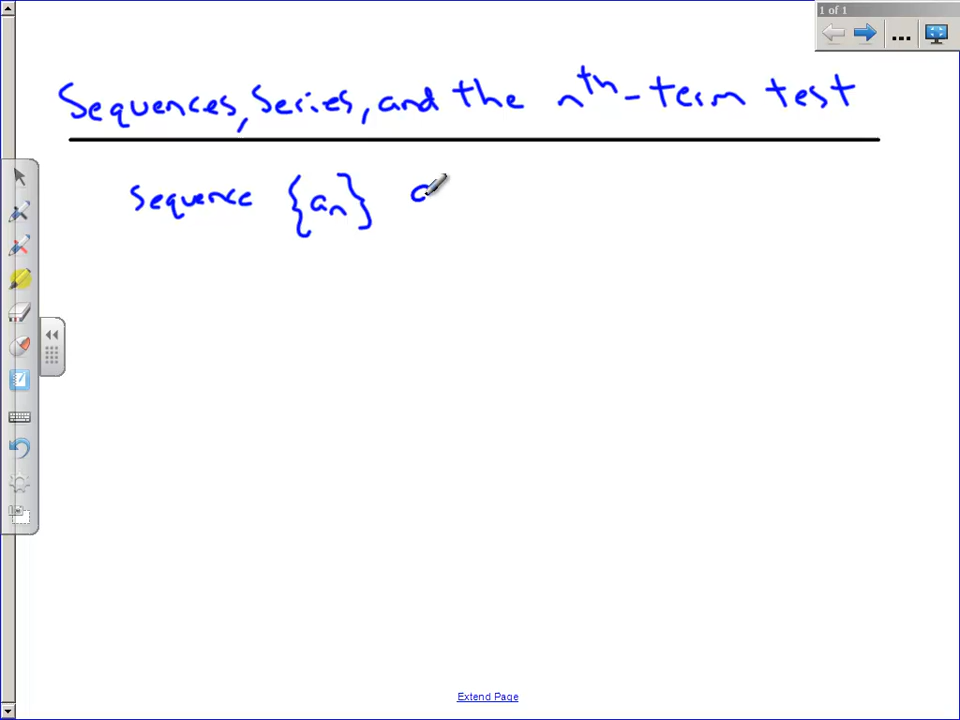 1 of 1
Sequences, Series, and the nth-term test
Sequence {an}
Extend Page